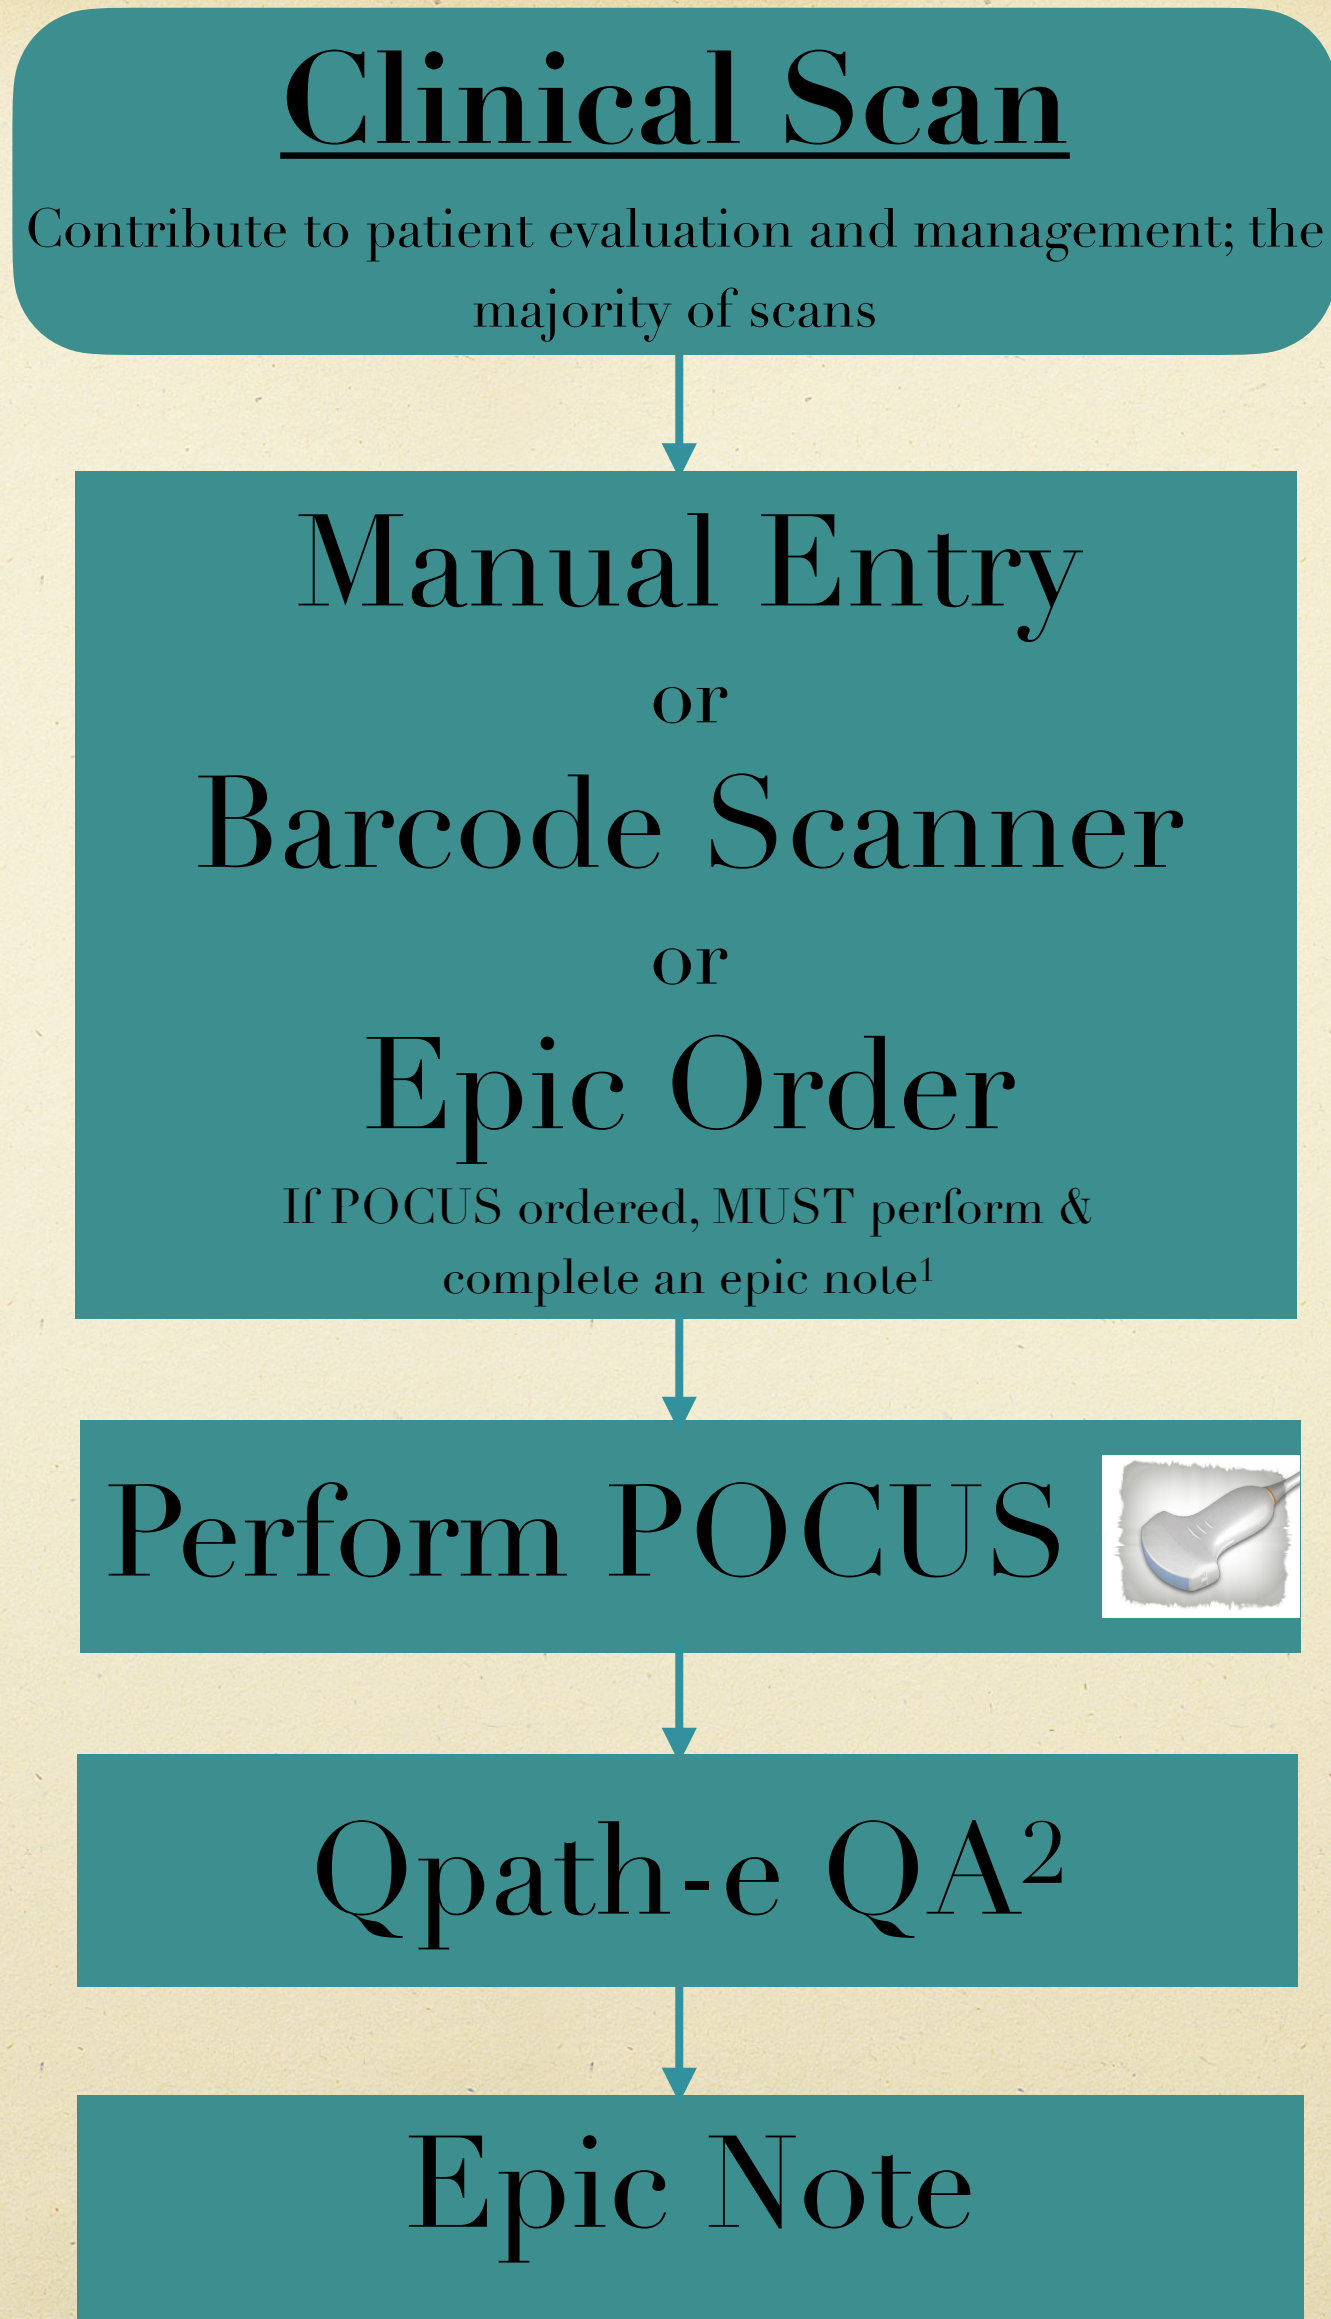 Clinical Scan
Contribute to patient evaluation and management; the
majority of scans
Manual Entry
or
Barcode Scanner
or
Epic Order
If POCUS ordered, MUST perform &
complete an epic note¹
Perform POCUS
Qpath-e QA²
Epic Note